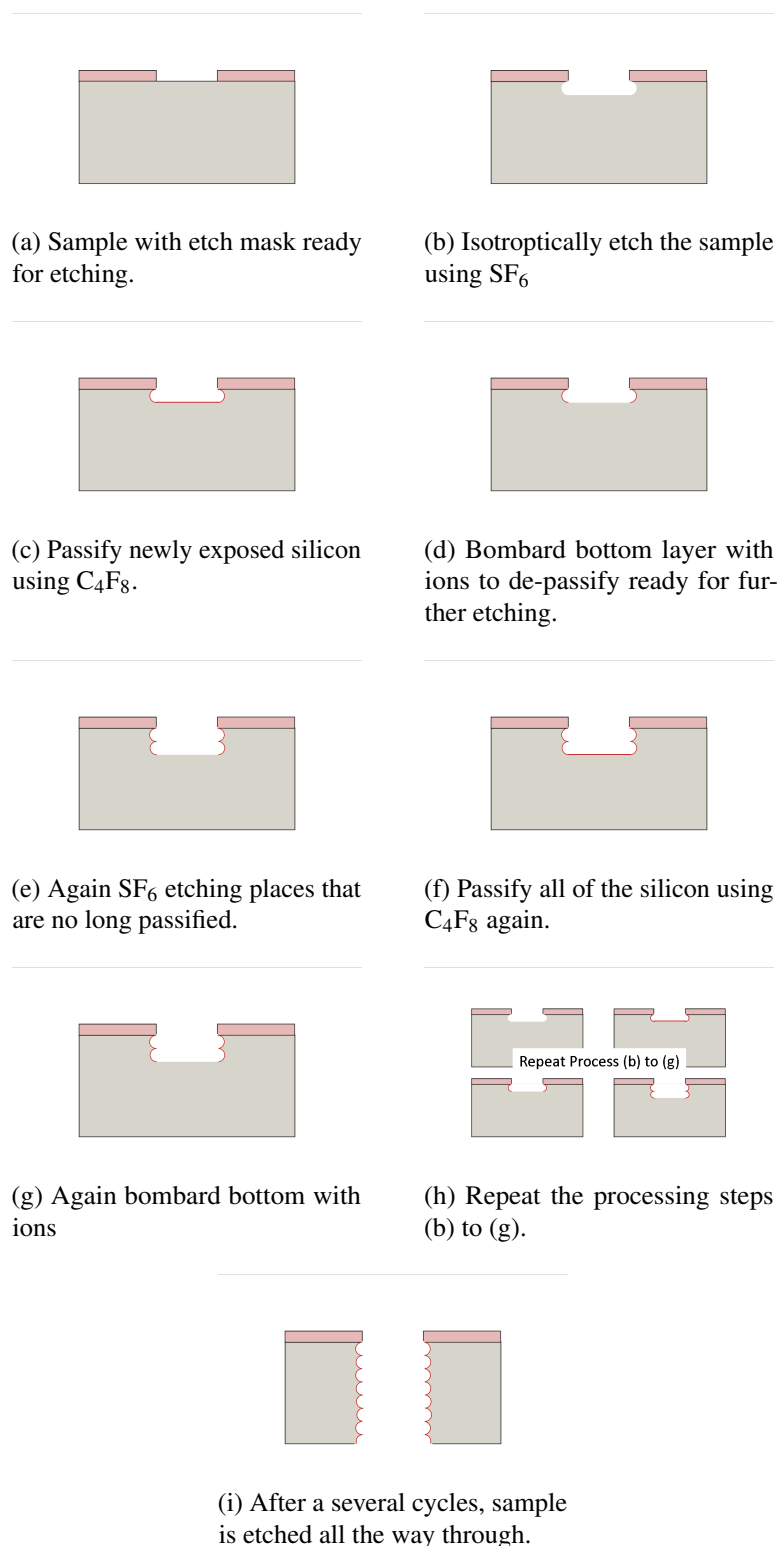 (a) Sample with etch mask ready
for etching.
(b) Isotroptically etch the sample
using SF₆
(c) Passify newly exposed silicon
using C₄F₈.
(d) Bombard bottom layer with
ions to de-passify ready for fur-
ther etching.
(e) Again SF₆ etching places that
are no long passified.
(f) Passify all of the silicon using
C₄F₈ again.
(g) Again bombard bottom with
ions
Repeat Process (b) to (g)
(h) Repeat the processing steps
(b) to (g).
(i) After a several cycles, sample
is etched all the way through.